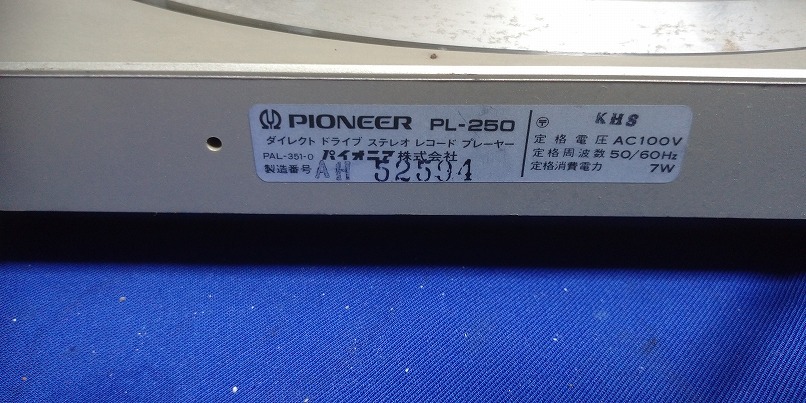 PIONEER PL-250
ダイレクト ドライブ ステレオ レコード プレーヤー
PAL-351-0 パイオニア株式会社
製造番号 AH 52594
〒 KHS
定格電圧 AC100V
定格周波数 50/60Hz
定格消費電力 7W